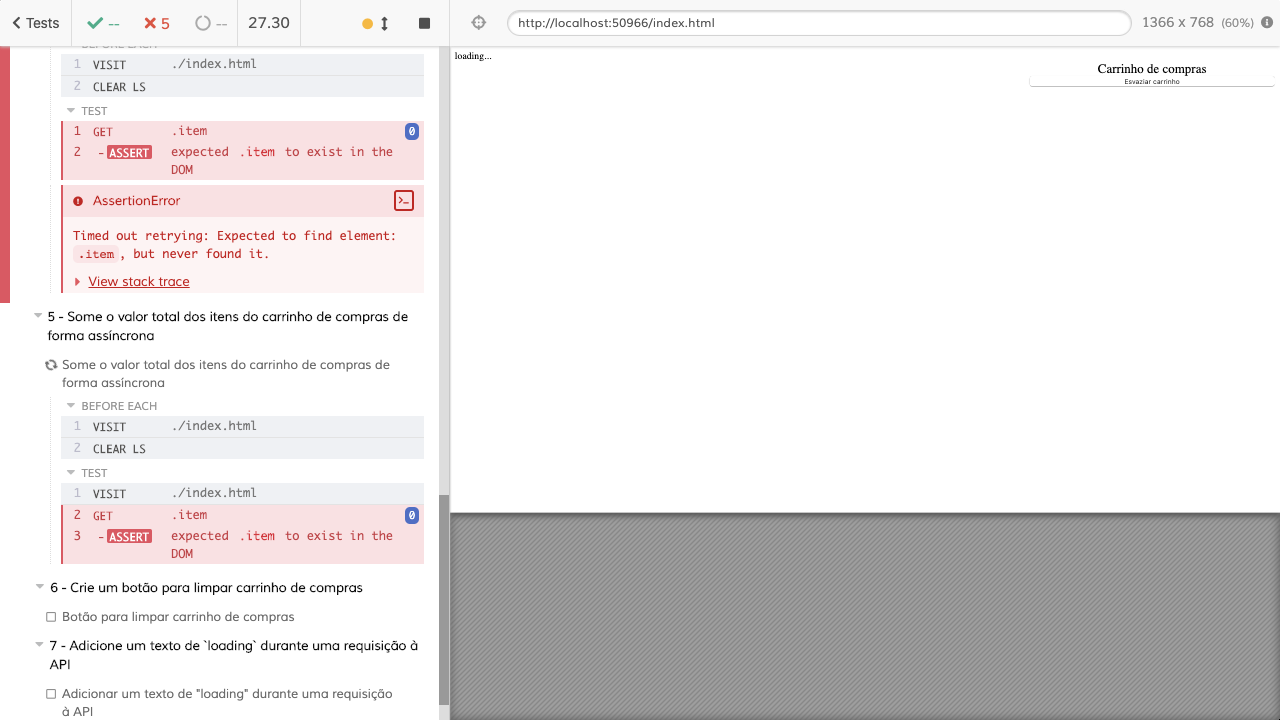 Tests
--
5
--
27.30
http://localhost:50966/index.html
1366 x 768 (60%)
BEFORE EACH
1 VISIT ./index.html
2 CLEAR LS
TEST
1 GET .item 0
2 -ASSERT expected .item to exist in the
DOM
AssertionError
Timed out retrying: Expected to find element:
.item, but never found it.
View stack trace
5 - Some o valor total dos itens do carrinho de compras de
forma assíncrona
Some o valor total dos itens do carrinho de compras de
forma assíncrona
BEFORE EACH
1 VISIT ./index.html
2 CLEAR LS
TEST
1 VISIT ./index.html
2 GET .item 0
3 -ASSERT expected .item to exist in the
DOM
6 - Crie um botão para limpar carrinho de compras
Botão para limpar carrinho de compras
7 - Adicione um texto de `loading` durante uma requisição à
API
Adicionar um texto de "loading" durante uma requisição
à API
loading...
Carrinho de compras
Esvaziar carrinho